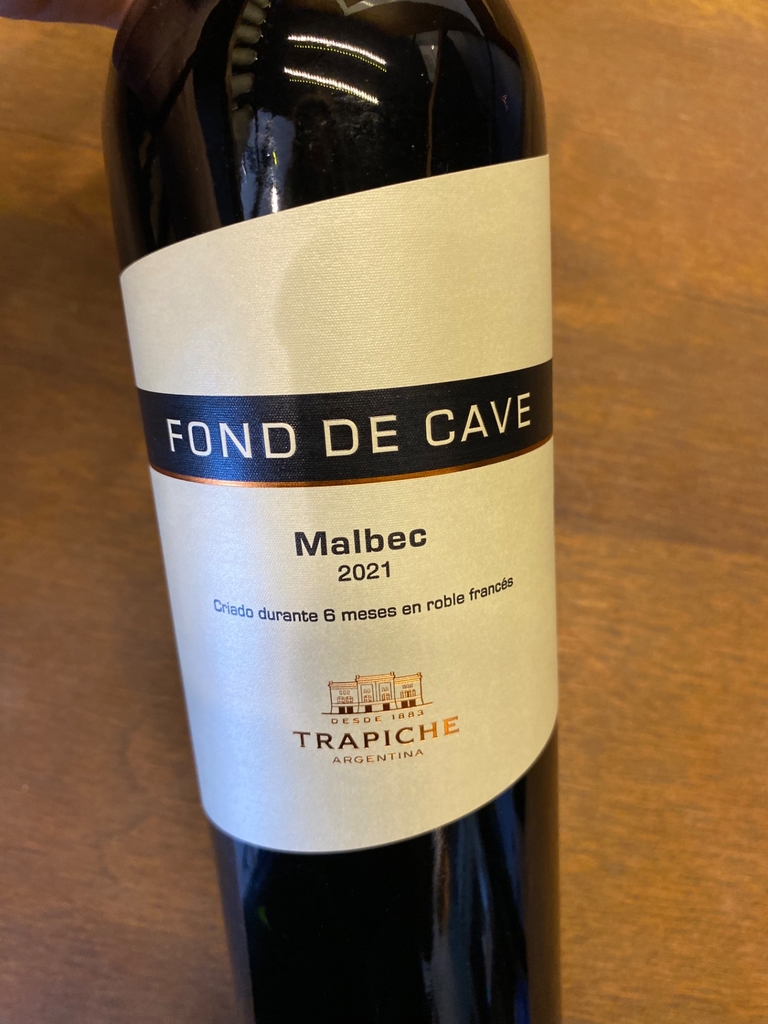 FOND DE CAVE
Malbec
2021
Criado durante 6 meses en roble francés
DESDE 1883
TRAPICHE
ARGENTINA